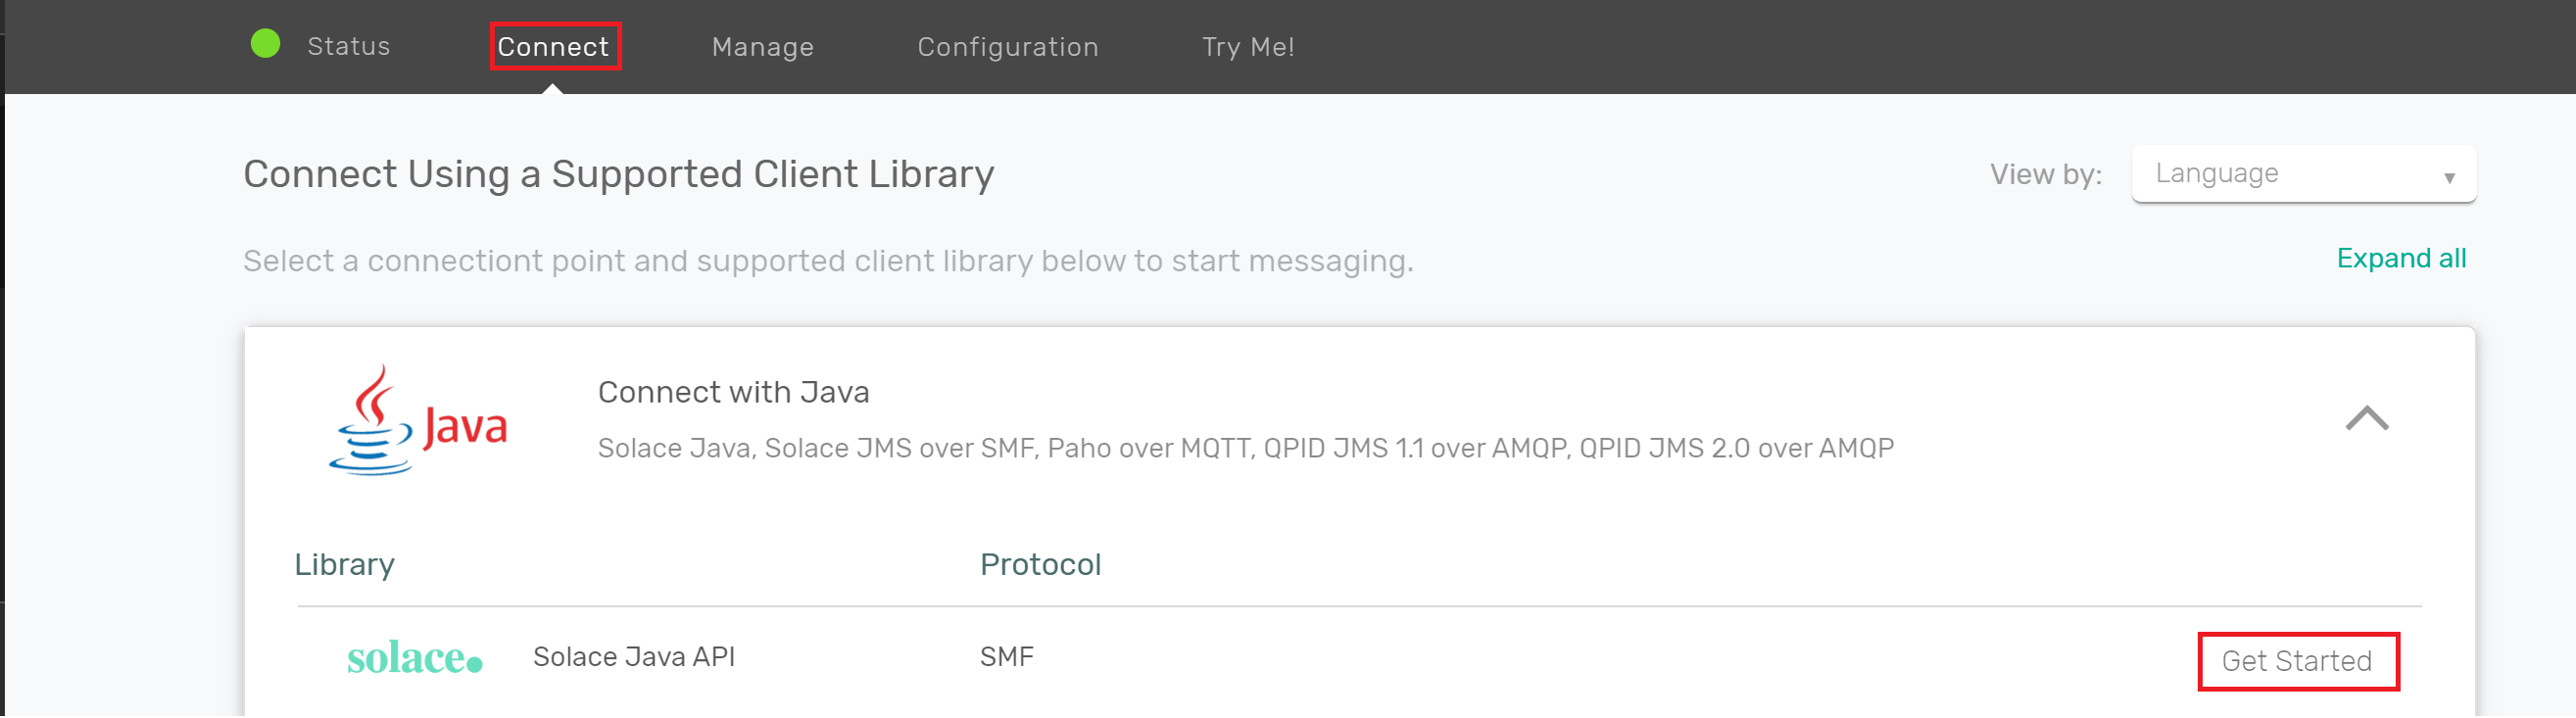 Status Connect Manage Configuration Try Me!
Connect Using a Supported Client Library
View by: Language
Select a connectiont point and supported client library below to start messaging.
Expand all
Java
Connect with Java
Solace Java, Solace JMS over SMF, Paho over MQTT, QPID JMS 1.1 over AMQP, QPID JMS 2.0 over AMQP
Library Protocol
solace. Solace Java API SMF Get Started